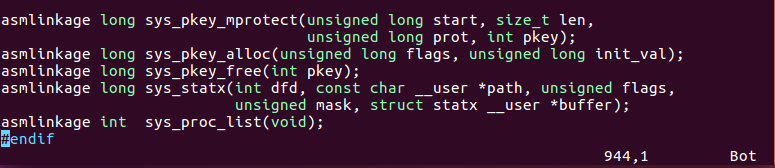 asmlinkage long sys_pkey_mprotect(unsigned long start, size_t len,
                                  unsigned long prot, int pkey);
asmlinkage long sys_pkey_alloc(unsigned long flags, unsigned long init_val);
asmlinkage long sys_pkey_free(int pkey);
asmlinkage long sys_statx(int dfd, const char __user *path, unsigned flags,
                          unsigned mask, struct statx __user *buffer);
asmlinkage int  sys_proc_list(void);
#endif
944,1 Bot